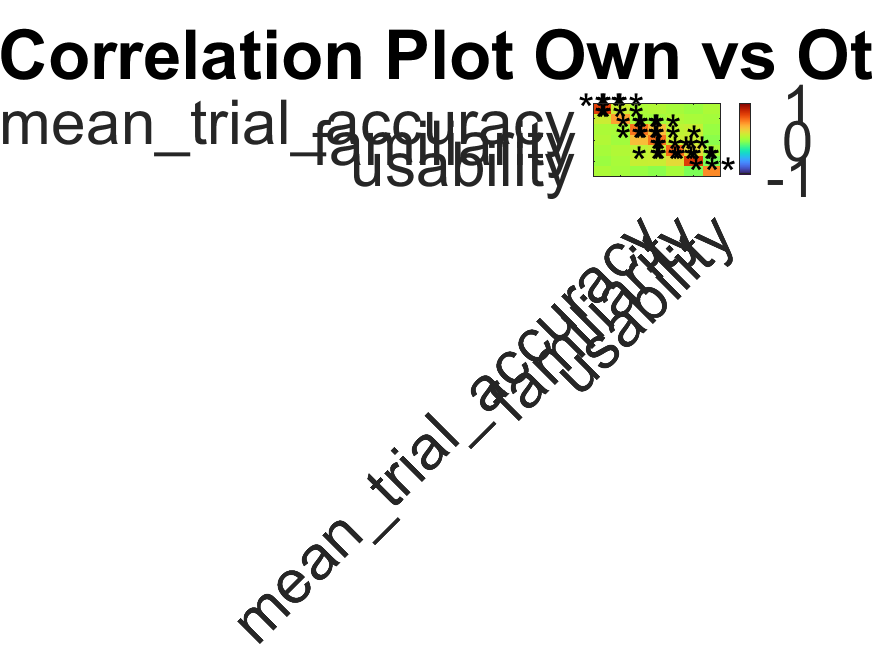 Correlation Plot Own vs Ot
mean_trial_accuracy
familiarity
usability
1
0
-1
mean_trial_accuracy
familiarity
usability